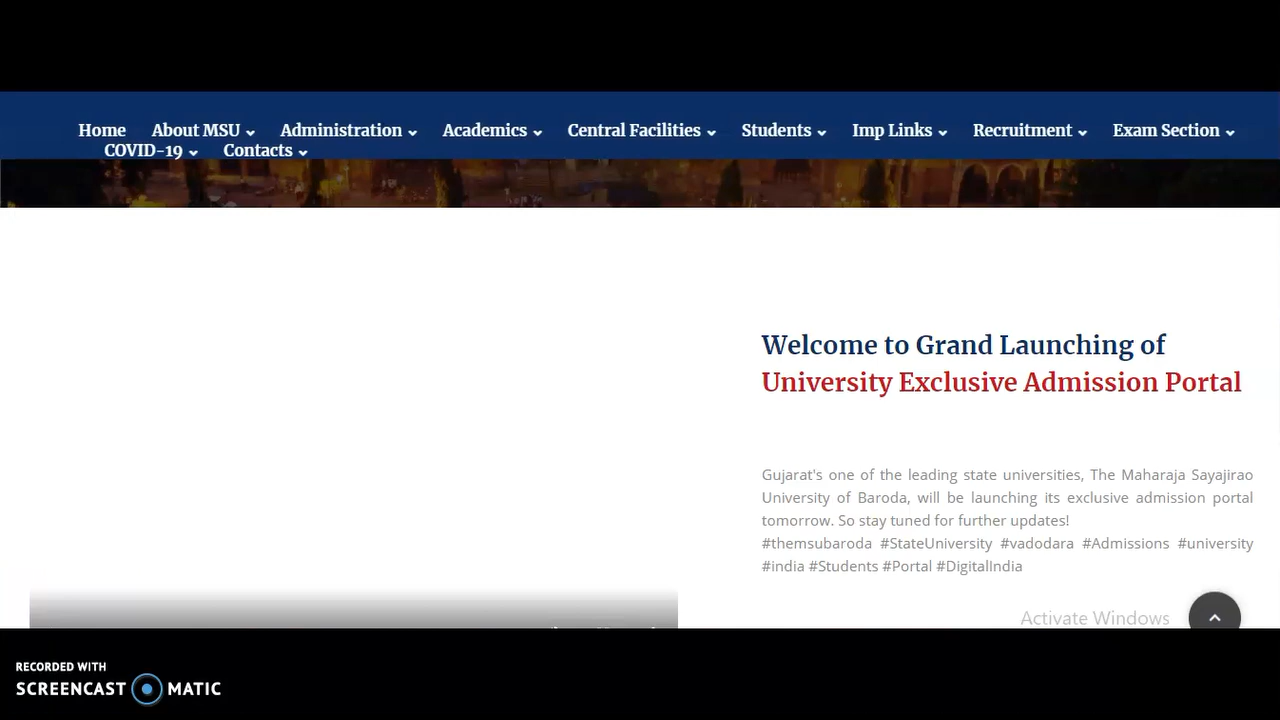 Home About MSU Administration Academics Central Facilities Students Imp Links Recruitment Exam Section
COVID-19 Contacts
Welcome to Grand Launching of
University Exclusive Admission Portal
Gujarat's one of the leading state universities, The Maharaja Sayajirao
University of Baroda, will be launching its exclusive admission portal
tomorrow. So stay tuned for further updates!
#themsubaroda #StateUniversity #vadodara #Admissions #university
#india #Students #Portal #DigitalIndia
Activate Windows
RECORDED WITH
SCREENCAST MATIC